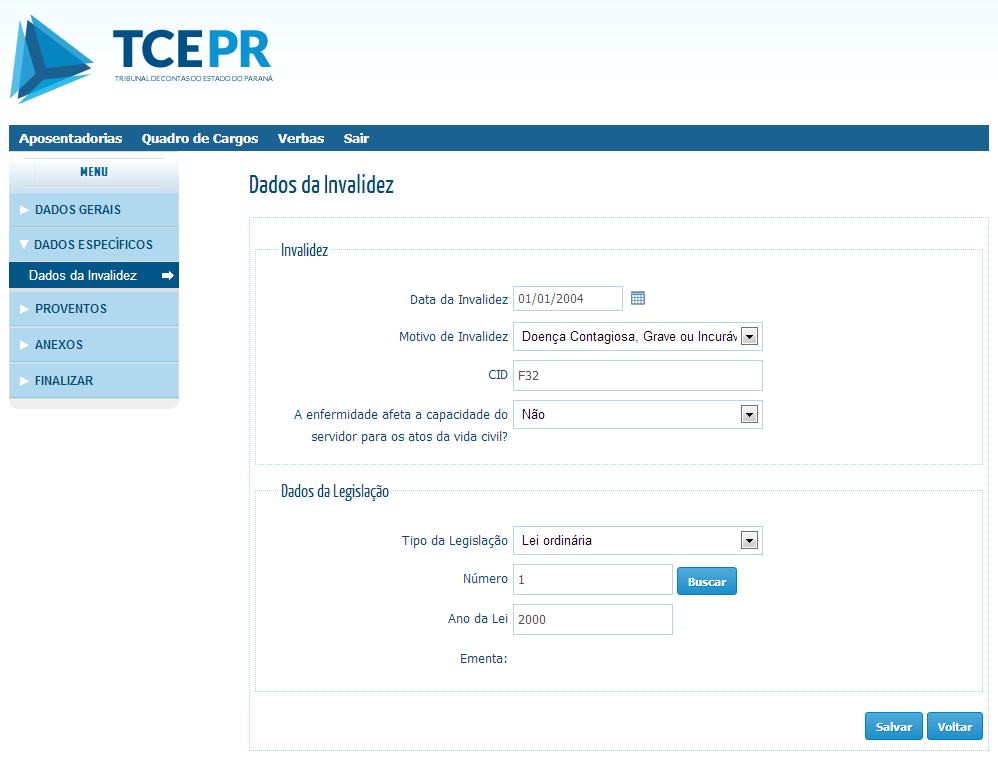 TCEPR
TRIBUNAL DE CONTAS DO ESTADO DO PARANÁ
Aposentadorias Quadro de Cargos Verbas Sair
MENU
DADOS GERAIS
DADOS ESPECÍFICOS
Dados da Invalidez
PROVENTOS
ANEXOS
FINALIZAR
Dados da Invalidez
Invalidez
Data da Invalidez 01/01/2004
Motivo de Invalidez Doença Contagiosa, Grave ou Incuráv
CID F32
A enfermidade afeta a capacidade do Não
servidor para os atos da vida civil?
Dados da Legislação
Tipo da Legislação Lei ordinária
Número 1 Buscar
Ano da Lei 2000
Ementa:
Salvar Voltar